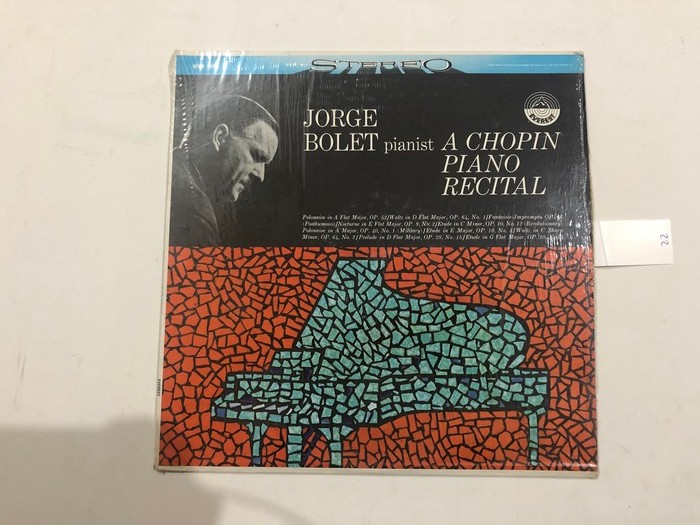 STEREO
JORGE
BOLET pianist
A CHOPIN
PIANO
RECITAL
EVEREST
Polonaise in A Flat Major, OP. 53/Waltz in D Flat Major, OP. 64, No. 1/Fantaisie-Impromptu OP. 66
(Posthumous)/Nocturne in E Flat Major, OP. 9, No. 2/Etude in C Minor, OP. 10, No. 12 (Revolutionary)
Polonaise in A Major, OP. 40, No. 1 (Military)/Etude in E Major, OP. 10, No. 3/Waltz in C Sharp
Minor, OP. 64, No. 2/Prelude in D Flat Major, OP. 28, No. 15/Etude in G Flat Major, OP. 10,
22